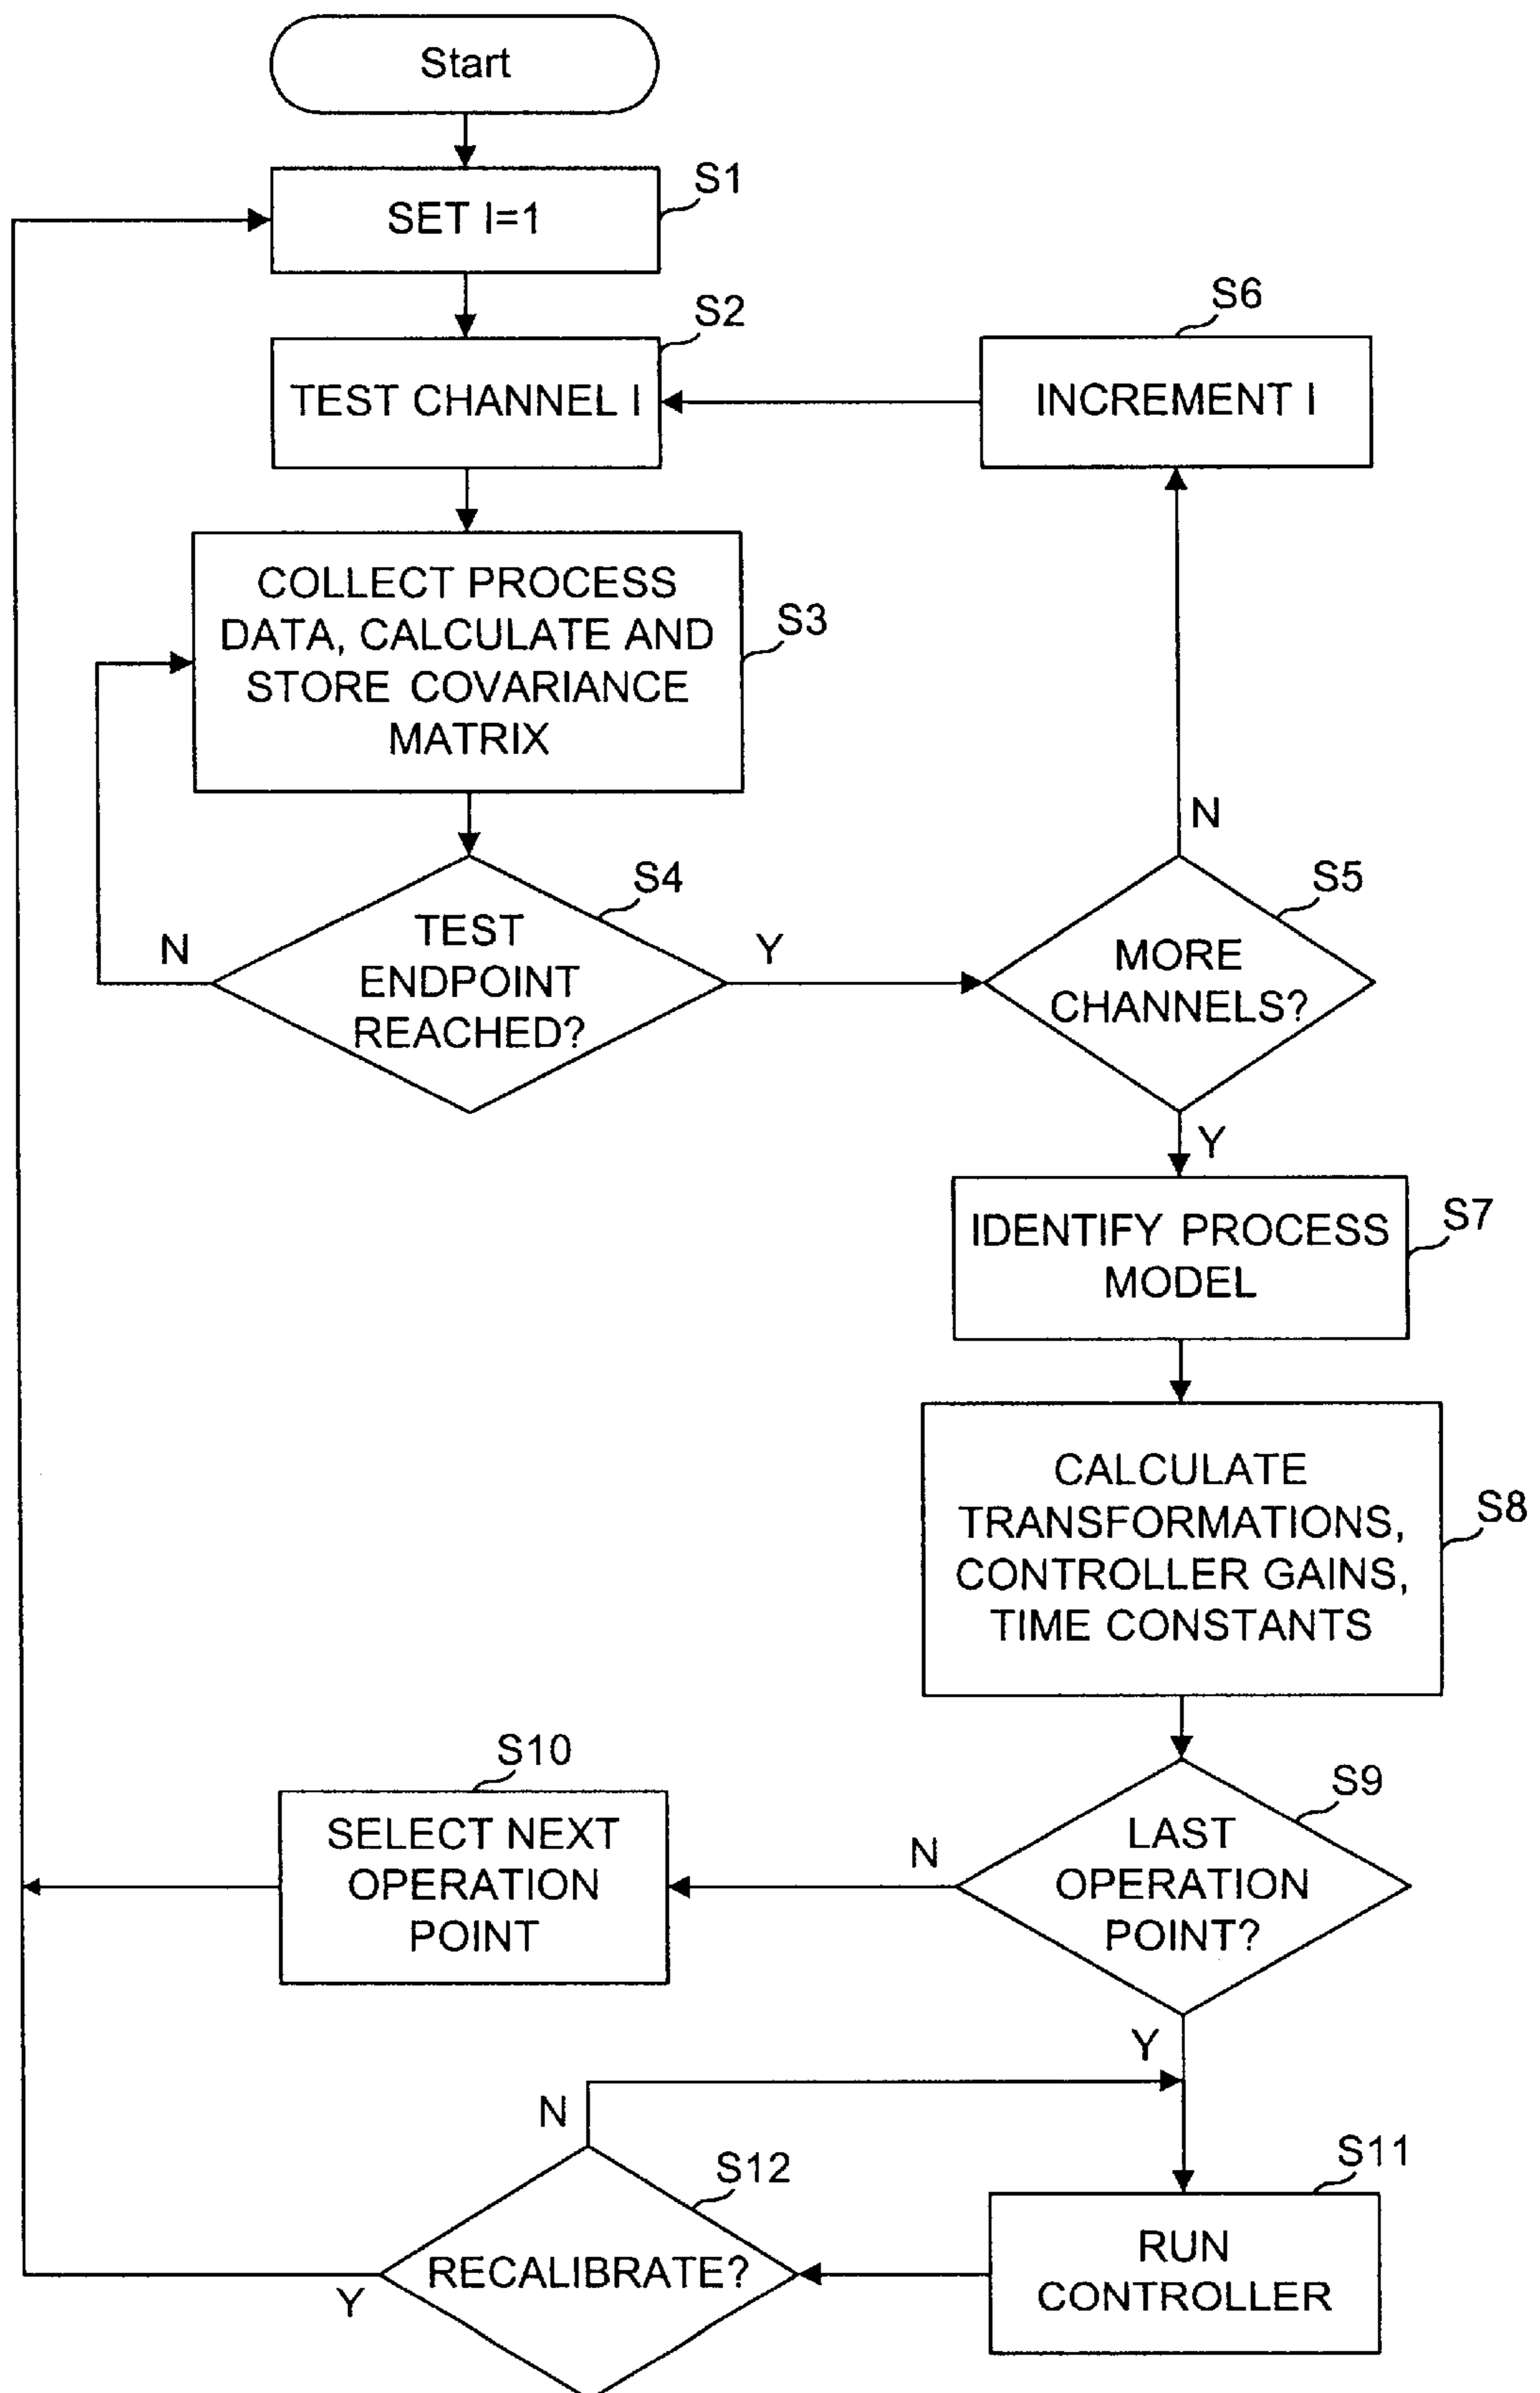 Start
S1
SET I=1
S2
TEST CHANNEL I
S6
INCREMENT I
COLLECT PROCESS
DATA, CALCULATE AND
STORE COVARIANCE
MATRIX
S3
S4
TEST
ENDPOINT
REACHED?
N
Y
S5
MORE
CHANNELS?
N
Y
IDENTIFY PROCESS
MODEL
S7
CALCULATE
TRANSFORMATIONS,
CONTROLLER GAINS,
TIME CONSTANTS
S8
S9
LAST
OPERATION
POINT?
N
S10
SELECT NEXT
OPERATION
POINT
Y
N
S11
RUN
CONTROLLER
S12
RECALIBRATE?
Y